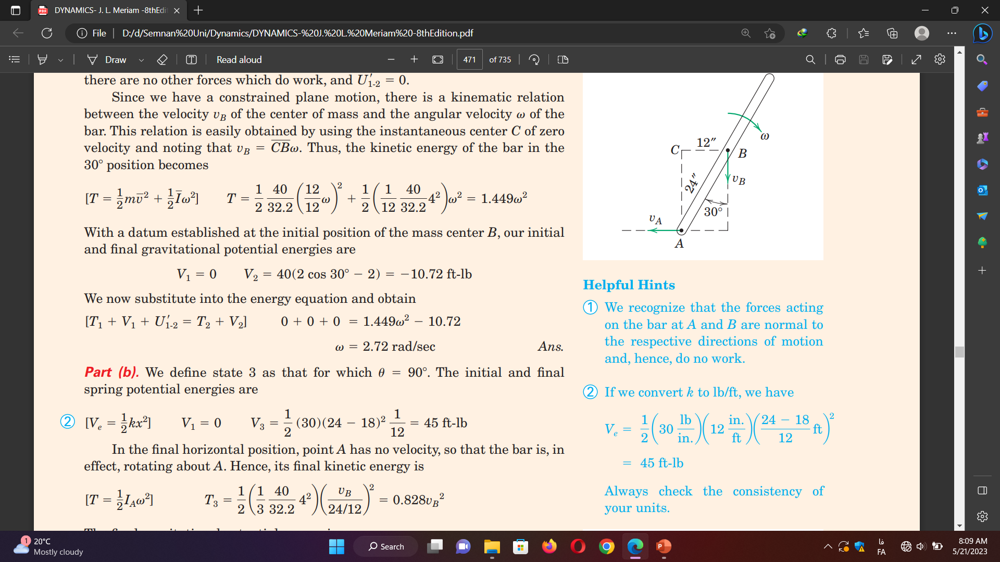 DYNAMICS- J. L. Meriam -8thEdi
File
D:/d/Semnan%20Uni/Dynamics/DYNAMICS-%20J.%20L.%20Meriam%20-8thEdition.pdf
Draw
Read aloud
471
of 735
there are no other forces which do work, and U′1-2 = 0.
Since we have a constrained plane motion, there is a kinematic relation
between the velocity vB of the center of mass and the angular velocity ω of the
bar. This relation is easily obtained by using the instantaneous center C of zero
velocity and noting that vB = C̅B̅ω. Thus, the kinetic energy of the bar in the
30° position becomes
[T = 1/2 mv̅² + 1/2 I̅ω²] T = 1/2 40/32.2 (12/12 ω)² + 1/2 (1/12 40/32.2 4²)ω² = 1.449ω²
With a datum established at the initial position of the mass center B, our initial
and final gravitational potential energies are
V1 = 0 V2 = 40(2 cos 30° − 2) = −10.72 ft-lb
We now substitute into the energy equation and obtain
[T1 + V1 + U′1-2 = T2 + V2] 0 + 0 + 0 = 1.449ω² − 10.72
ω = 2.72 rad/sec Ans.
Part (b). We define state 3 as that for which θ = 90°. The initial and final
spring potential energies are
② [Ve = 1/2 kx²] V1 = 0 V3 = 1/2 (30)(24 − 18)² 1/12 = 45 ft-lb
In the final horizontal position, point A has no velocity, so that the bar is, in
effect, rotating about A. Hence, its final kinetic energy is
[T = 1/2 IAω²] T3 = 1/2 (1/3 40/32.2 4²)(vB/(24/12))² = 0.828vB²
ω
12″
C
B
24″
vB
30°
vA
A
Helpful Hints
① We recognize that the forces acting
on the bar at A and B are normal to
the respective directions of motion
and, hence, do no work.
② If we convert k to lb/ft, we have
Ve = 1/2 (30 lb/in.)(12 in./ft)((24 − 18)/12 ft)²
= 45 ft-lb
Always check the consistency of
your units.
1
20°C
Mostly cloudy
Search
فا
FA
8:09 AM
5/21/2023